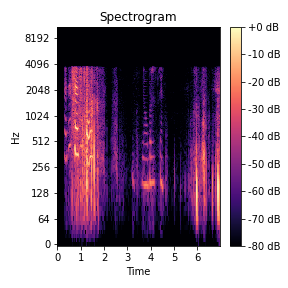 Spectrogram
+0 dB
8192
-10 dB
4096
-20 dB
2048
-30 dB
1024
Hz
512
-40 dB
256
-50 dB
128
-60 dB
64
-70 dB
0
-80 dB
0 1 2 3 4 5 6
Time